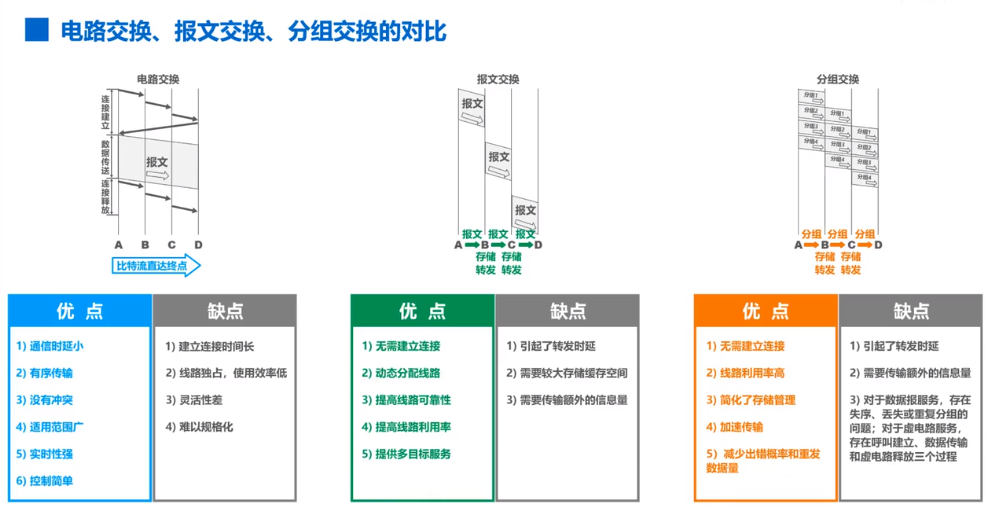 电路交换、报文交换、分组交换的对比
电路交换
连接建立
数据传送
连接释放
报文
A B C D
比特流直达终点
报文交换
报文
报文
报文
报文 报文 报文
A B C D
存储 存储
转发 转发
分组交换
分组1
分组2 分组1
分组3 分组2 分组1
分组4 分组3 分组2
分组4 分组3
分组4
分组 分组 分组
A B C D
存储 存储
转发 转发
优 点
1) 通信时延小
2) 有序传输
3) 没有冲突
4) 适用范围广
5) 实时性强
6) 控制简单
缺点
1) 建立连接时间长
2) 线路独占，使用效率低
3) 灵活性差
4) 难以规格化
优 点
1) 无需建立连接
2) 动态分配线路
3) 提高线路可靠性
4) 提高线路利用率
5) 提供多目标服务
缺点
1) 引起了转发时延
2) 需要较大存储缓存空间
3) 需要传输额外的信息量
优 点
1) 无需建立连接
2) 线路利用率高
3) 简化了存储管理
4) 加速传输
5) 减少出错概率和重发
数据量
缺点
1) 引起了转发时延
2) 需要传输额外的信息量
3) 对于数据报服务，存在
失序、丢失或重复分组的
问题；对于虚电路服务，
存在呼叫建立、数据传输
和虚电路释放三个过程